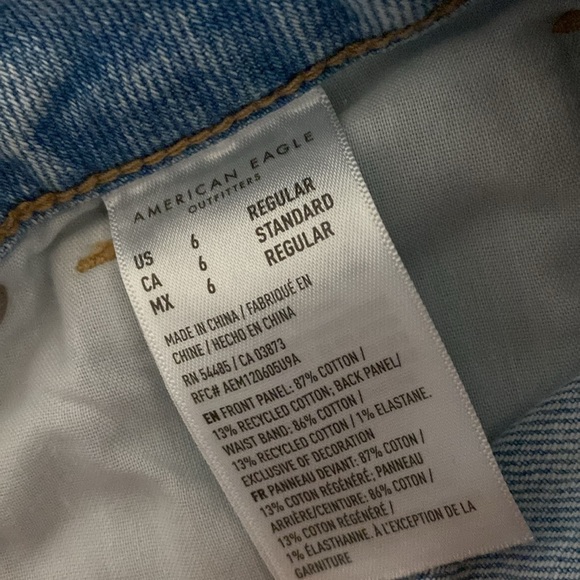 AMERICAN EAGLE
OUTFITTERS
US 6 REGULAR
CA 6 STANDARD
MX 6 REGULAR
MADE IN CHINA / FABRIQUÉ EN
CHINE / HECHO EN CHINA
RN 54485 / CA 03873
RFC# AEM120605U9A
EN FRONT PANEL: 87% COTTON /
13% RECYCLED COTTON; BACK PANEL/
WAIST BAND: 86% COTTON /
13% RECYCLED COTTON / 1% ELASTANE.
EXCLUSIVE OF DECORATION
FR PANNEAU DEVANT: 87% COTON /
13% COTON RÉGÉNÉRÉ; PANNEAU
ARRIÈRE/CEINTURE: 86% COTON /
13% COTON RÉGÉNÉRÉ /
1% ÉLASTHANNE. À L'EXCEPTION DE LA
GARNITURE